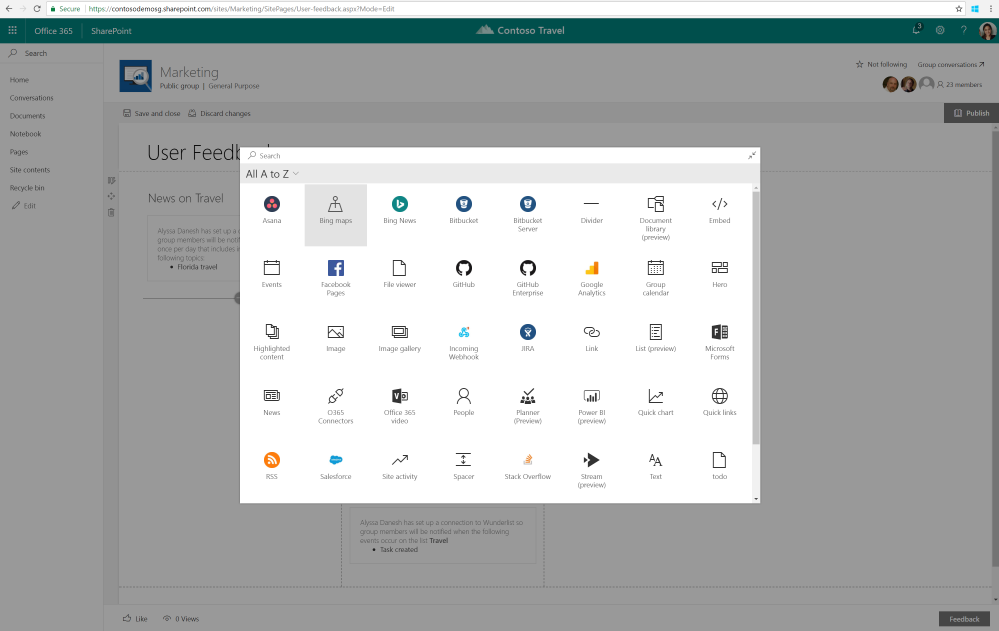 Secure https://contosodemosg.sharepoint.com/sites/Marketing/SitePages/User-feedback.aspx?Mode=Edit
Office 365 SharePoint Contoso Travel 3 ?
Search
Home
Conversations
Documents
Notebook
Pages
Site contents
Recycle bin
Edit
Marketing
Public group | General Purpose
Not following Group conversations
23 members
Save and close Discard changes Publish
User Feedb
News on Travel
Alyssa Danesh has set up a
group members will be notif
once per day that includes
following topics
• Florida travel
Search
All A to Z
Asana
Bing maps
Bing News
Bitbucket
Bitbucket
Server
Divider
Document
library
(preview)
Embed
Events
Facebook
Pages
File viewer
GitHub
GitHub
Enterprise
Google
Analytics
Group
calendar
Hero
Highlighted
content
Image
Image gallery
Incoming
Webhook
JIRA
Link
List (preview)
Microsoft
Forms
News
O365
Connectors
Office 365
video
People
Planner
(Preview)
Power BI
(preview)
Quick chart
Quick links
RSS
Salesforce
Site activity
Spacer
Stack Overflow
Stream
(preview)
Text
todo
Alyssa Danesh has set up a connection to Wunderlist so
group members will be notified when the following
events occur on the list Travel
• Task created
Like 0 Views Feedback